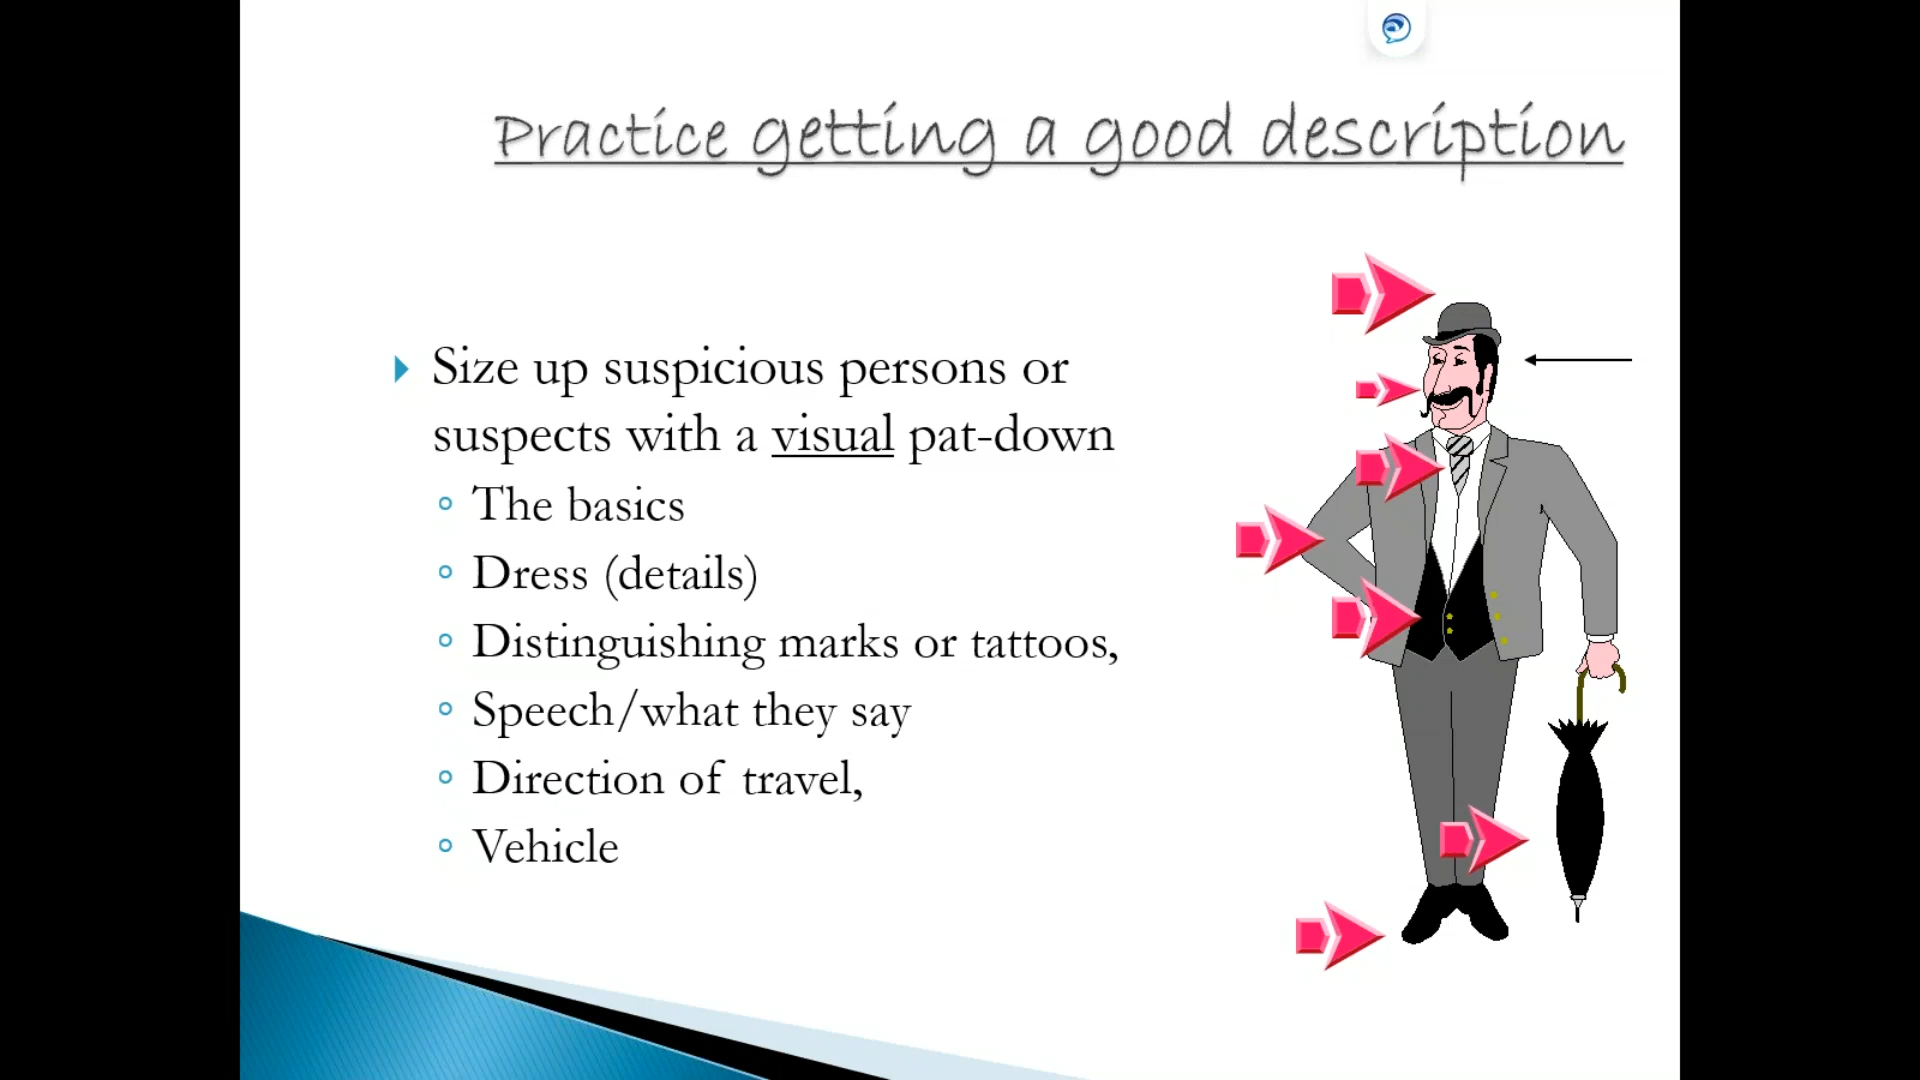 Practice getting a good description
Size up suspicious persons or
suspects with a visual pat-down
The basics
Dress (details)
Distinguishing marks or tattoos,
Speech/what they say
Direction of travel,
Vehicle